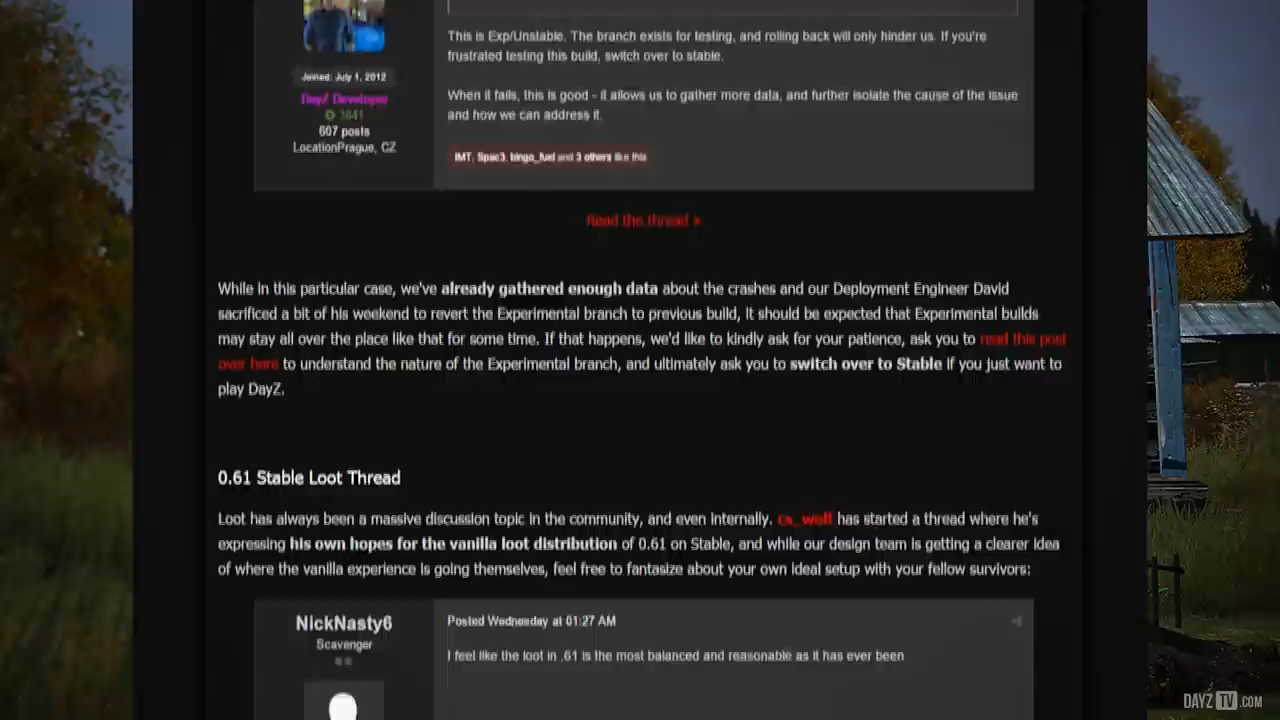 This is Exp/Unstable. The branch exists for testing, and rolling back will only hinder us. If you're
frustrated testing this build, switch over to stable.
Joined: July 1, 2012
When it fails, this is good - it allows us to gather more data, and further isolate the cause of the issue
DayZ Developer
and how we can address it.
3841
607 posts
LocationPrague, CZ
IMT, Spac3, bingo_fuel and 3 others like this
Read the thread »
While in this particular case, we've already gathered enough data about the crashes and our Deployment Engineer David
sacrificed a bit of his weekend to revert the Experimental branch to previous build, it should be expected that Experimental builds
may stay all over the place like that for some time. If that happens, we'd like to kindly ask for your patience, ask you to read this post
over here to understand the nature of the Experimental branch, and ultimately ask you to switch over to Stable if you just want to
play DayZ.
0.61 Stable Loot Thread
Loot has always been a massive discussion topic in the community, and even internally. cs_wolf has started a thread where he's
expressing his own hopes for the vanilla loot distribution of 0.61 on Stable, and while our design team is getting a clearer idea
of where the vanilla experience is going themselves, feel free to fantasize about your own ideal setup with your fellow survivors:
NickNasty6
Posted Wednesday at 01:27 AM
Scavenger
I feel like the loot in .61 is the most balanced and reasonable as it has ever been
DAYZ TV .COM